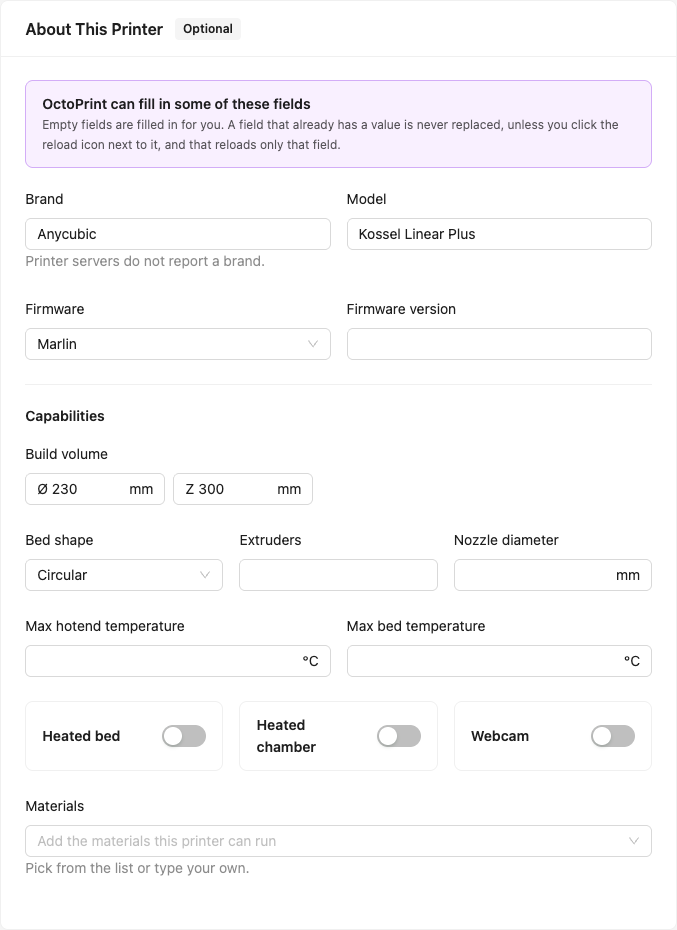 About This Printer Optional
OctoPrint can fill in some of these fields
Empty fields are filled in for you. A field that already has a value is never replaced, unless you click the
reload icon next to it, and that reloads only that field.
Brand Model
Anycubic Kossel Linear Plus
Printer servers do not report a brand.
Firmware Firmware version
Marlin
Capabilities
Build volume
Ø 230 mm Z 300 mm
Bed shape Extruders Nozzle diameter
Circular mm
Max hotend temperature Max bed temperature
°C °C
Heated bed Heated chamber Webcam
Materials
Add the materials this printer can run
Pick from the list or type your own.